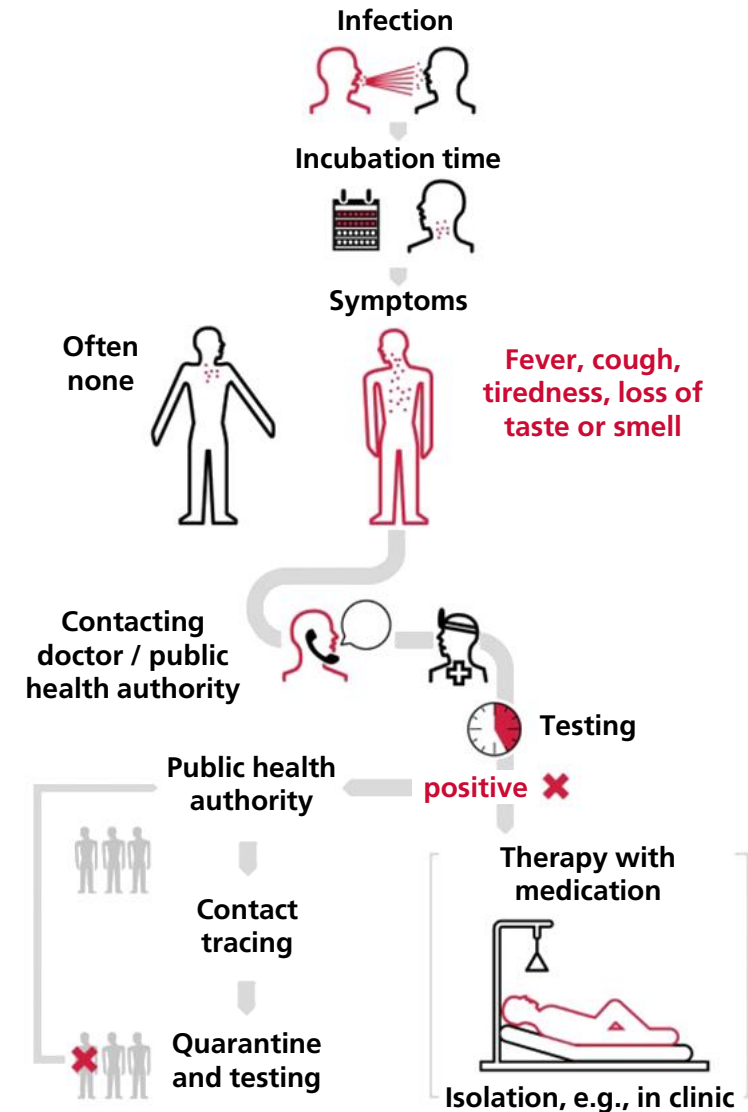 Infection
Incubation time
Symptoms
Often
none
Fever, cough,
tiredness, loss of
taste or smell
Contacting
doctor / public
health authority
Testing
positive
Public health
authority
Therapy with
medication
Contact
tracing
Quarantine
and testing
Isolation, e.g., in clinic